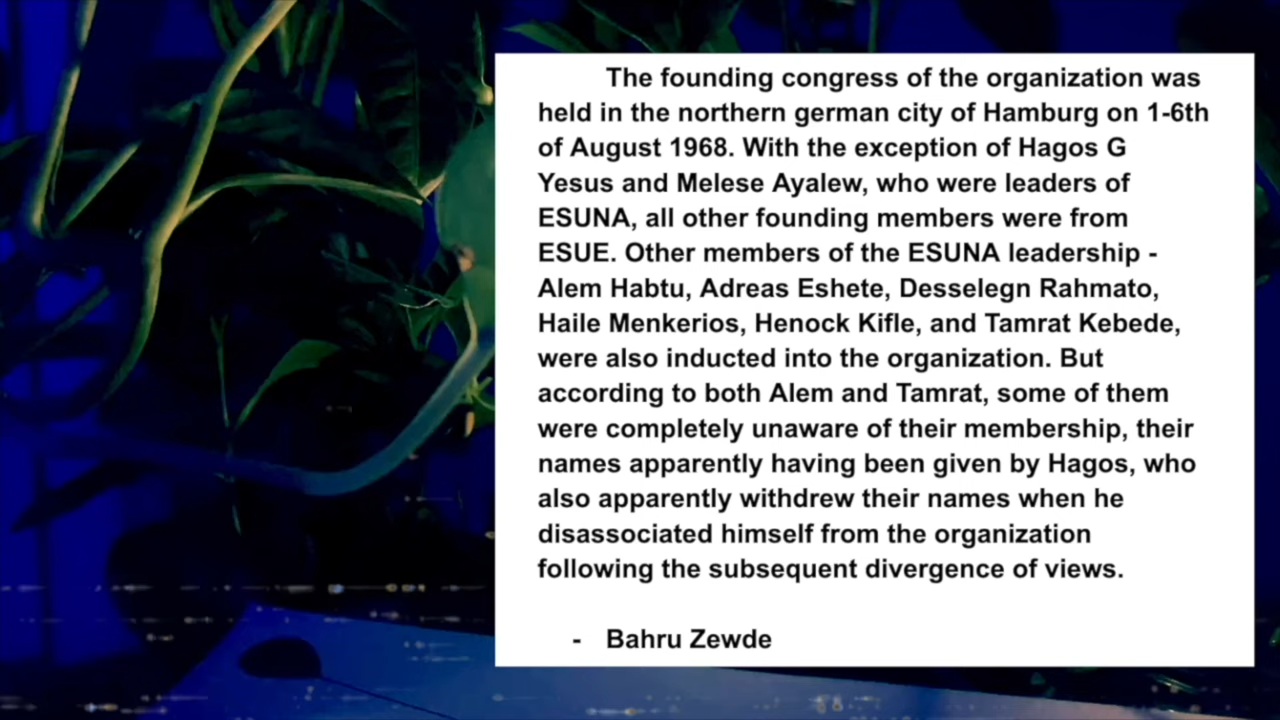 The founding congress of the organization was
held in the northern german city of Hamburg on 1-6th
of August 1968. With the exception of Hagos G
Yesus and Melese Ayalew, who were leaders of
ESUNA, all other founding members were from
ESUE. Other members of the ESUNA leadership -
Alem Habtu, Adreas Eshete, Desselegn Rahmato,
Haile Menkerios, Henock Kifle, and Tamrat Kebede,
were also inducted into the organization. But
according to both Alem and Tamrat, some of them
were completely unaware of their membership, their
names apparently having been given by Hagos, who
also apparently withdrew their names when he
disassociated himself from the organization
following the subsequent divergence of views.
- Bahru Zewde